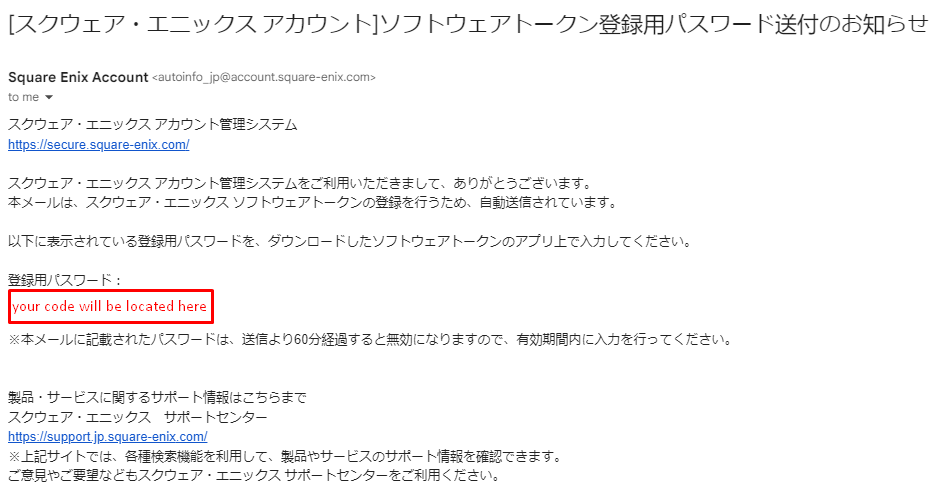 [スクウェア・エニックス アカウント]ソフトウェアトークン登録用パスワード送付のお知らせ
Square Enix Account <autoinfo_jp@account.square-enix.com>
to me
スクウェア・エニックス アカウント管理システム
https://secure.square-enix.com/
スクウェア・エニックス アカウント管理システムをご利用いただきまして、ありがとうございます。
本メールは、スクウェア・エニックス ソフトウェアトークンの登録を行うため、自動送信されています。
以下に表示されている登録用パスワードを、ダウンロードしたソフトウェアトークンのアプリ上で入力してください。
登録用パスワード：
your code will be located here
※本メールに記載されたパスワードは、送信より60分経過すると無効になりますので、有効期間内に入力を行ってください。
製品・サービスに関するサポート情報はこちらまで
スクウェア・エニックス　サポートセンター
https://support.jp.square-enix.com/
※上記サイトでは、各種検索機能を利用して、製品やサービスのサポート情報を確認できます。
ご意見やご要望などもスクウェア・エニックス サポートセンターをご利用ください。